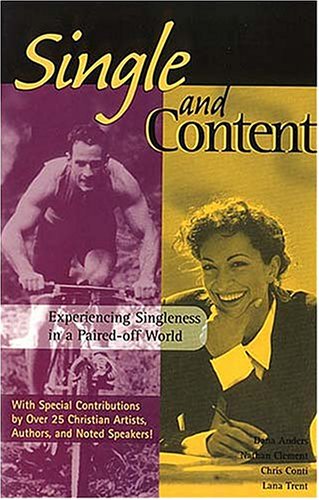 Single
and
Content
Experiencing Singleness
in a Paired-off World
With Special Contributions
by Over 25 Christian Artists,
Authors, and Noted Speakers!
Dana Anders
Nathan Clement
Chris Conti
Lana Trent